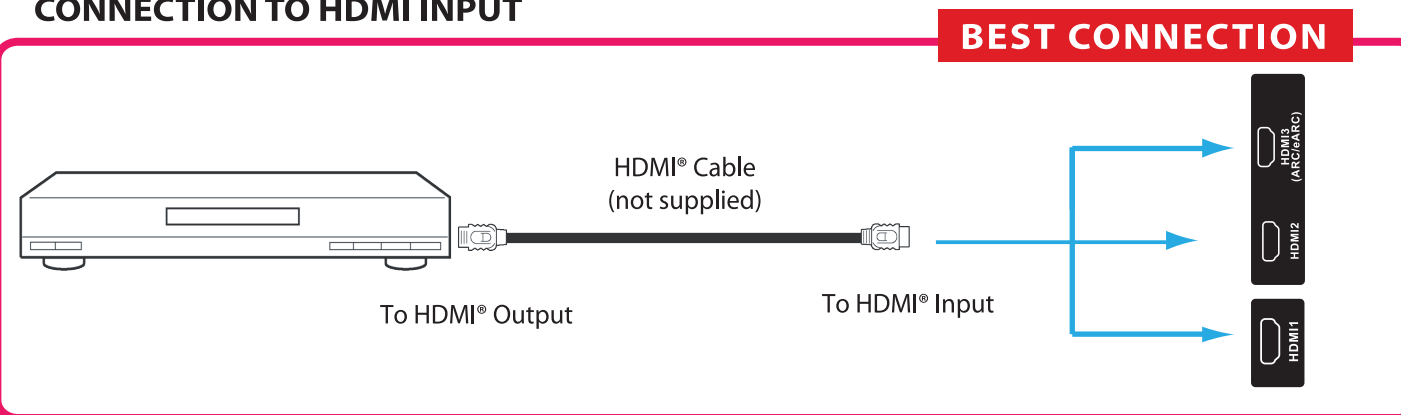 CONNECTION TO HDMI INPUT
BEST CONNECTION
HDMI® Cable
(not supplied)
To HDMI® Output
To HDMI® Input
HDMI3
(ARC/eARC)
HDMI2
HDMI1